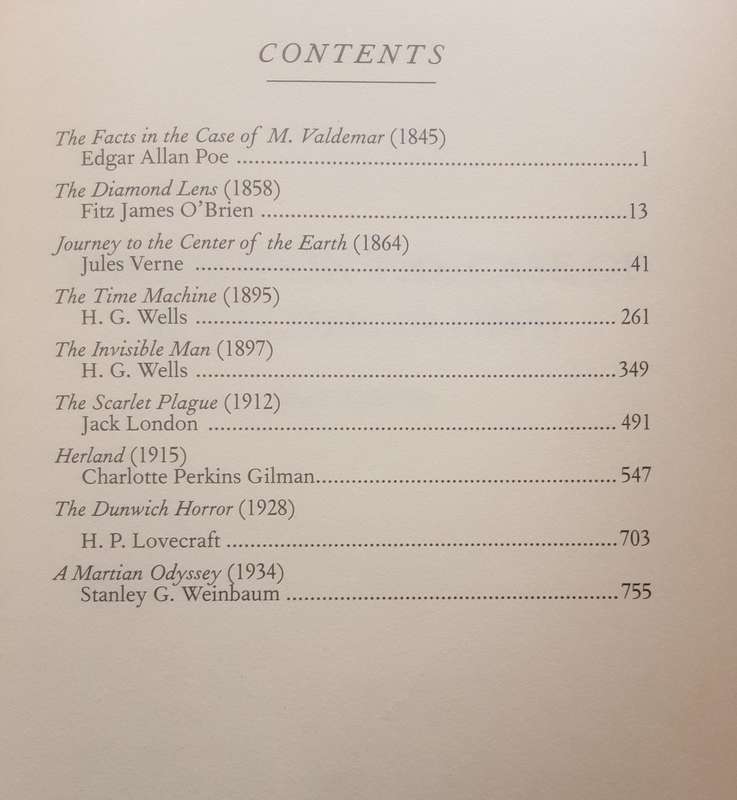 CONTENTS
The Facts in the Case of M. Valdemar (1845)
Edgar Allan Poe ........................................................................1
The Diamond Lens (1858)
Fitz James O'Brien ..................................................................13
Journey to the Center of the Earth (1864)
Jules Verne ..............................................................................41
The Time Machine (1895)
H. G. Wells ........................................................................... 261
The Invisible Man (1897)
H. G. Wells ...........................................................................349
The Scarlet Plague (1912)
Jack London ......................................................................... 491
Herland (1915)
Charlotte Perkins Gilman...................................................... 547
The Dunwich Horror (1928)
H. P. Lovecraft ......................................................................703
A Martian Odyssey (1934)
Stanley G. Weinbaum ...........................................................755